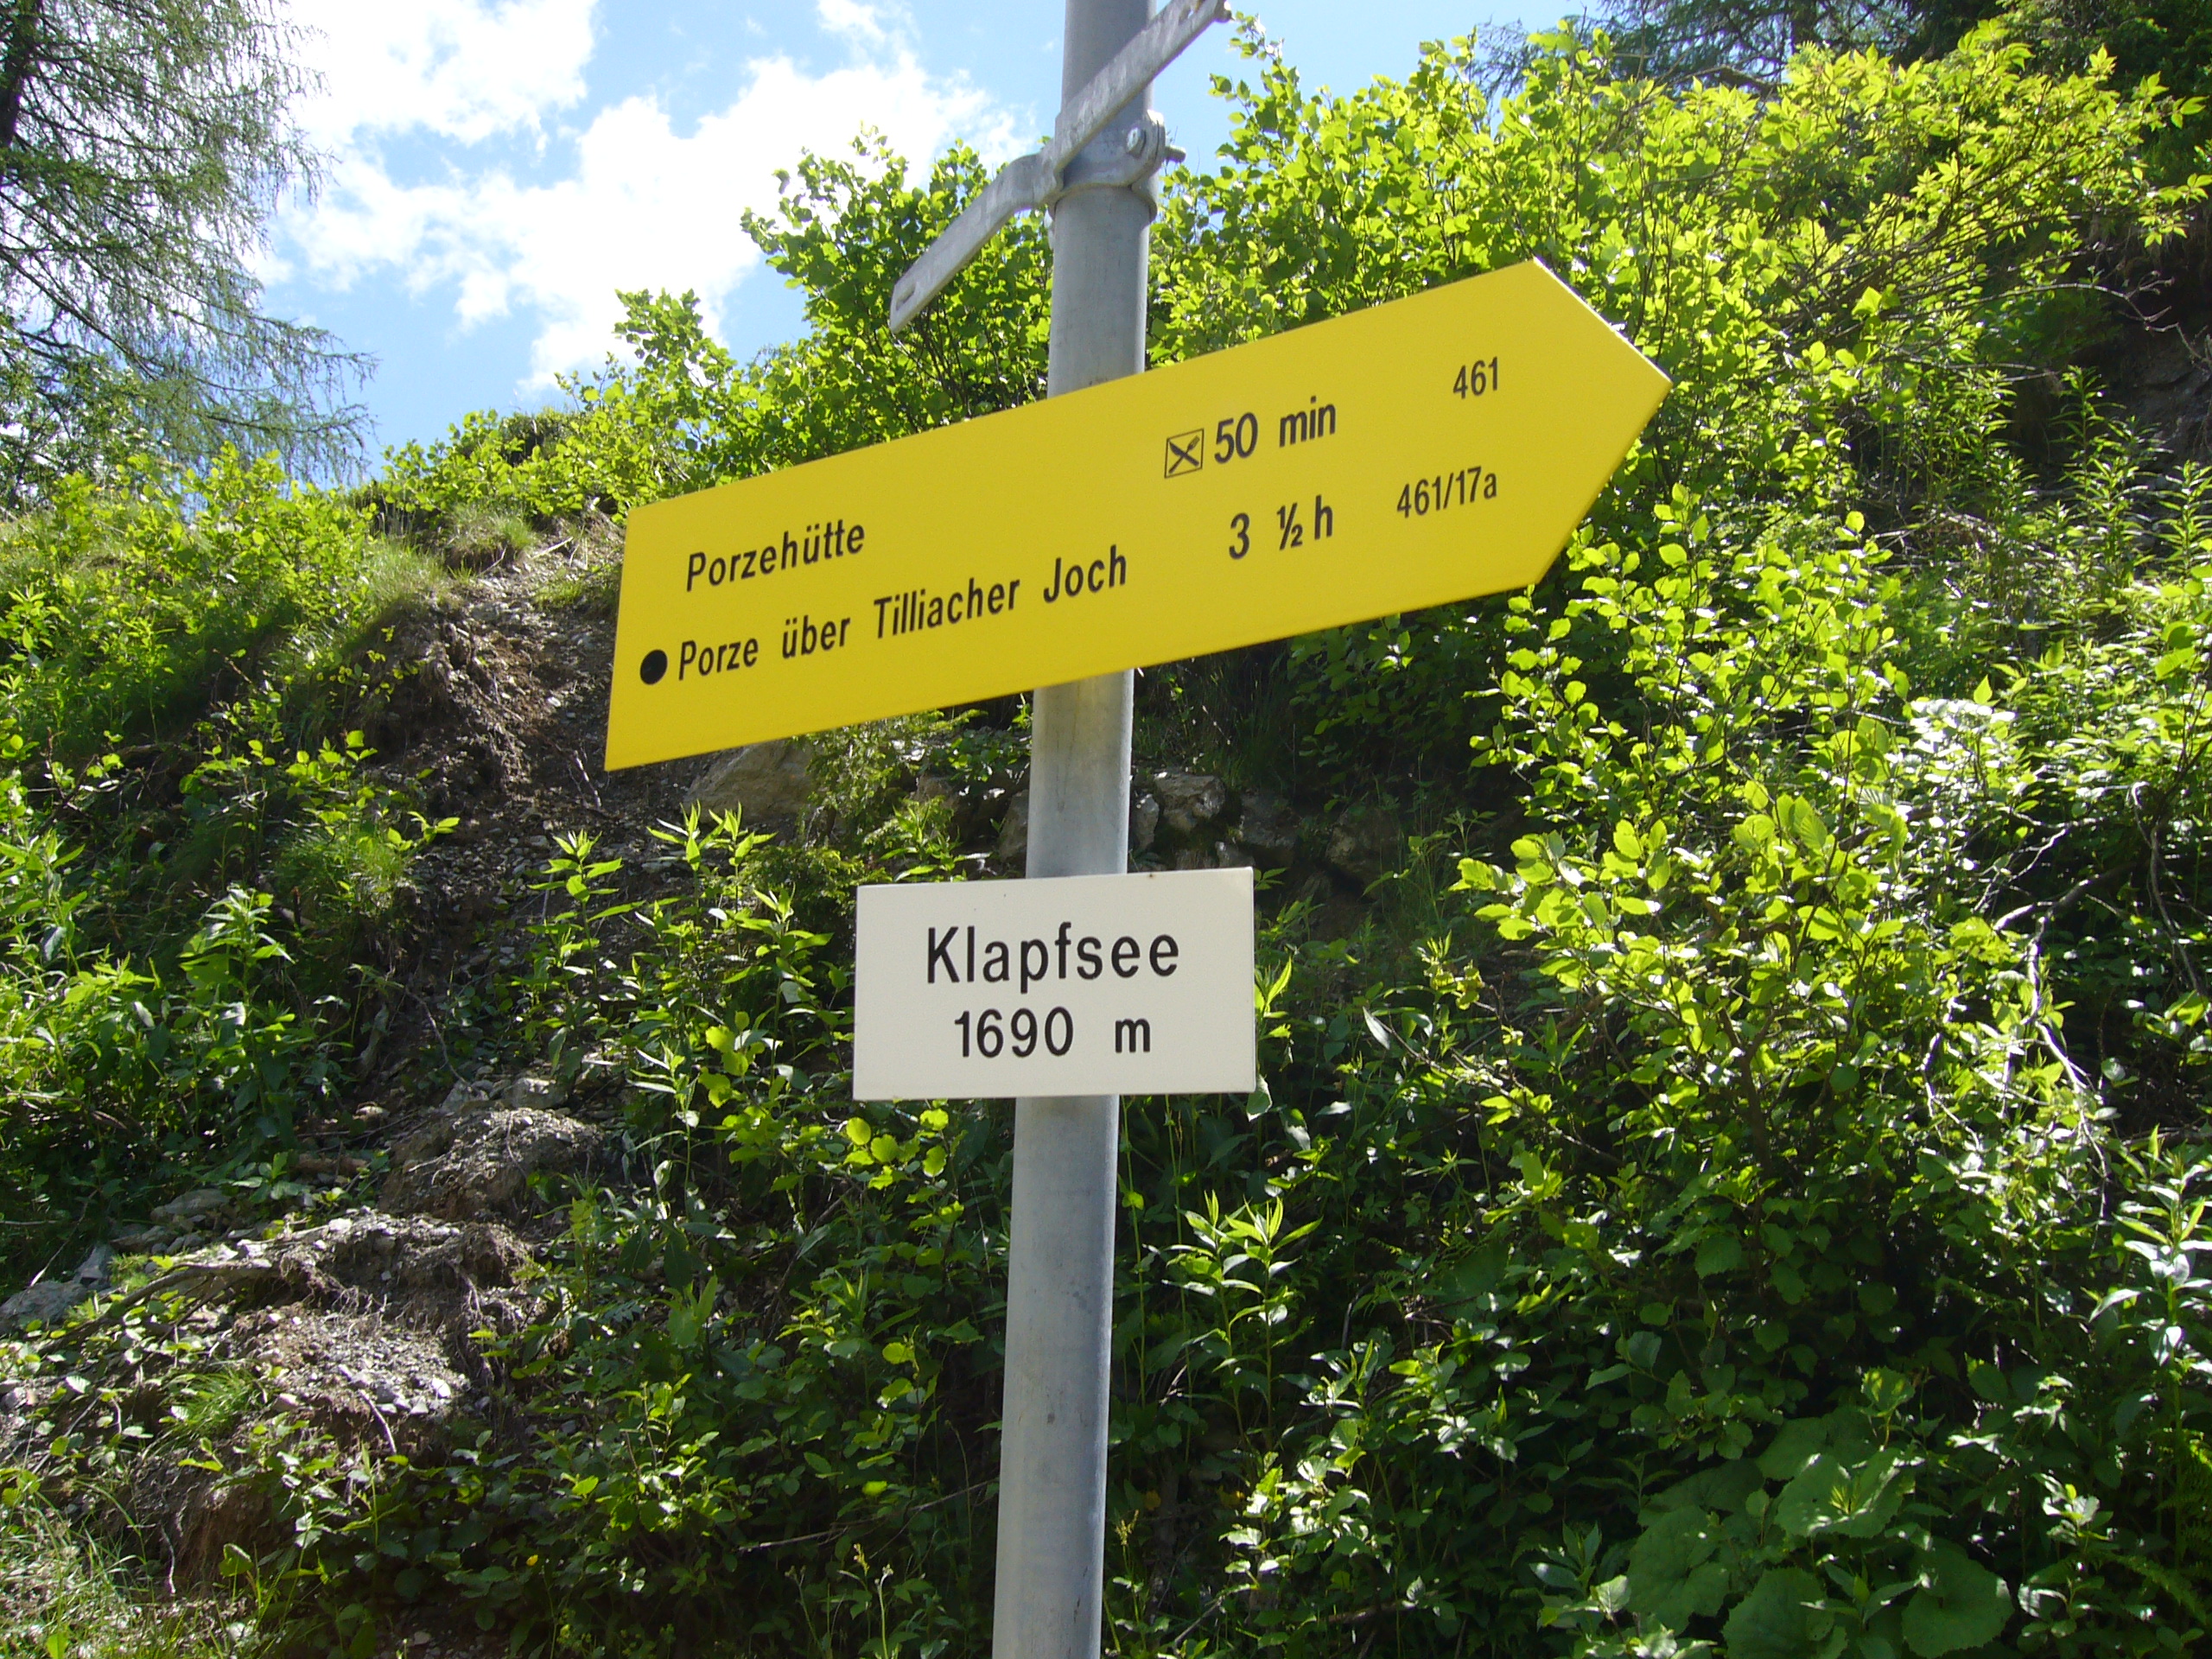 Porzehütte 50 min 461
Porze über Tilliacher Joch 3 ½ h 461/17a
Klapfsee
1690 m